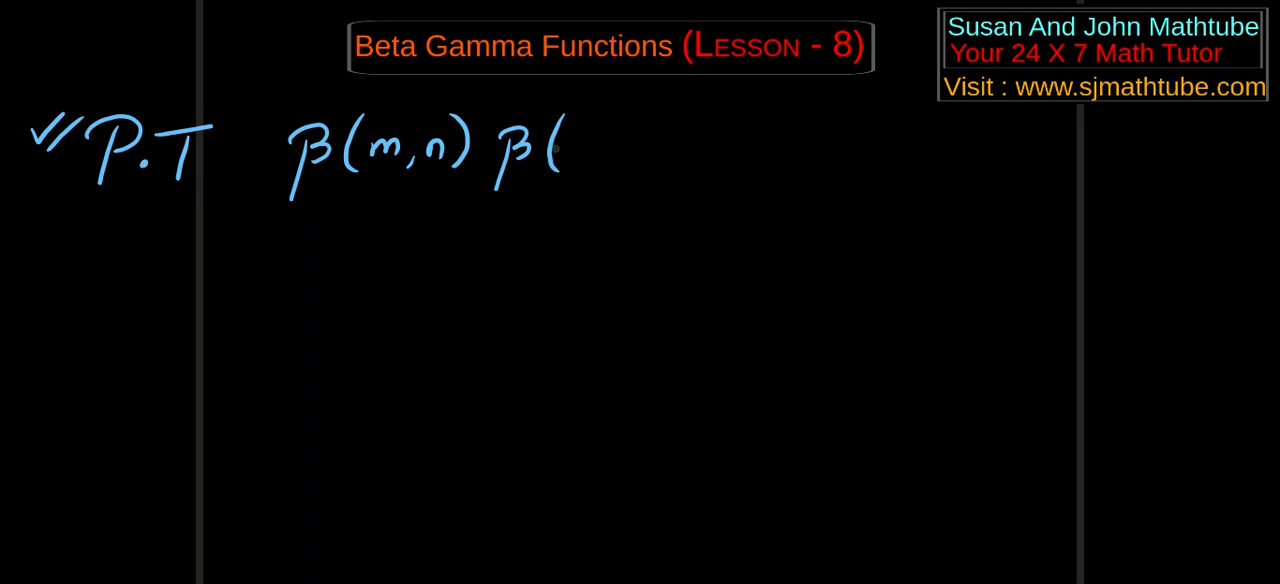 Beta Gamma Functions (LESSON - 8)
Susan And John Mathtube
Your 24 X 7 Math Tutor
Visit : www.sjmathtube.com
P.T β(m,n) β(